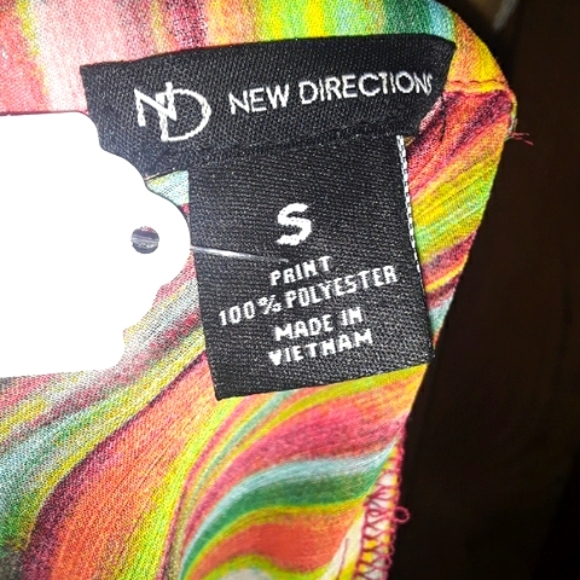 ND NEW DIRECTIONS
S
PRINT
100% POLYESTER
MADE IN
VIETNAM